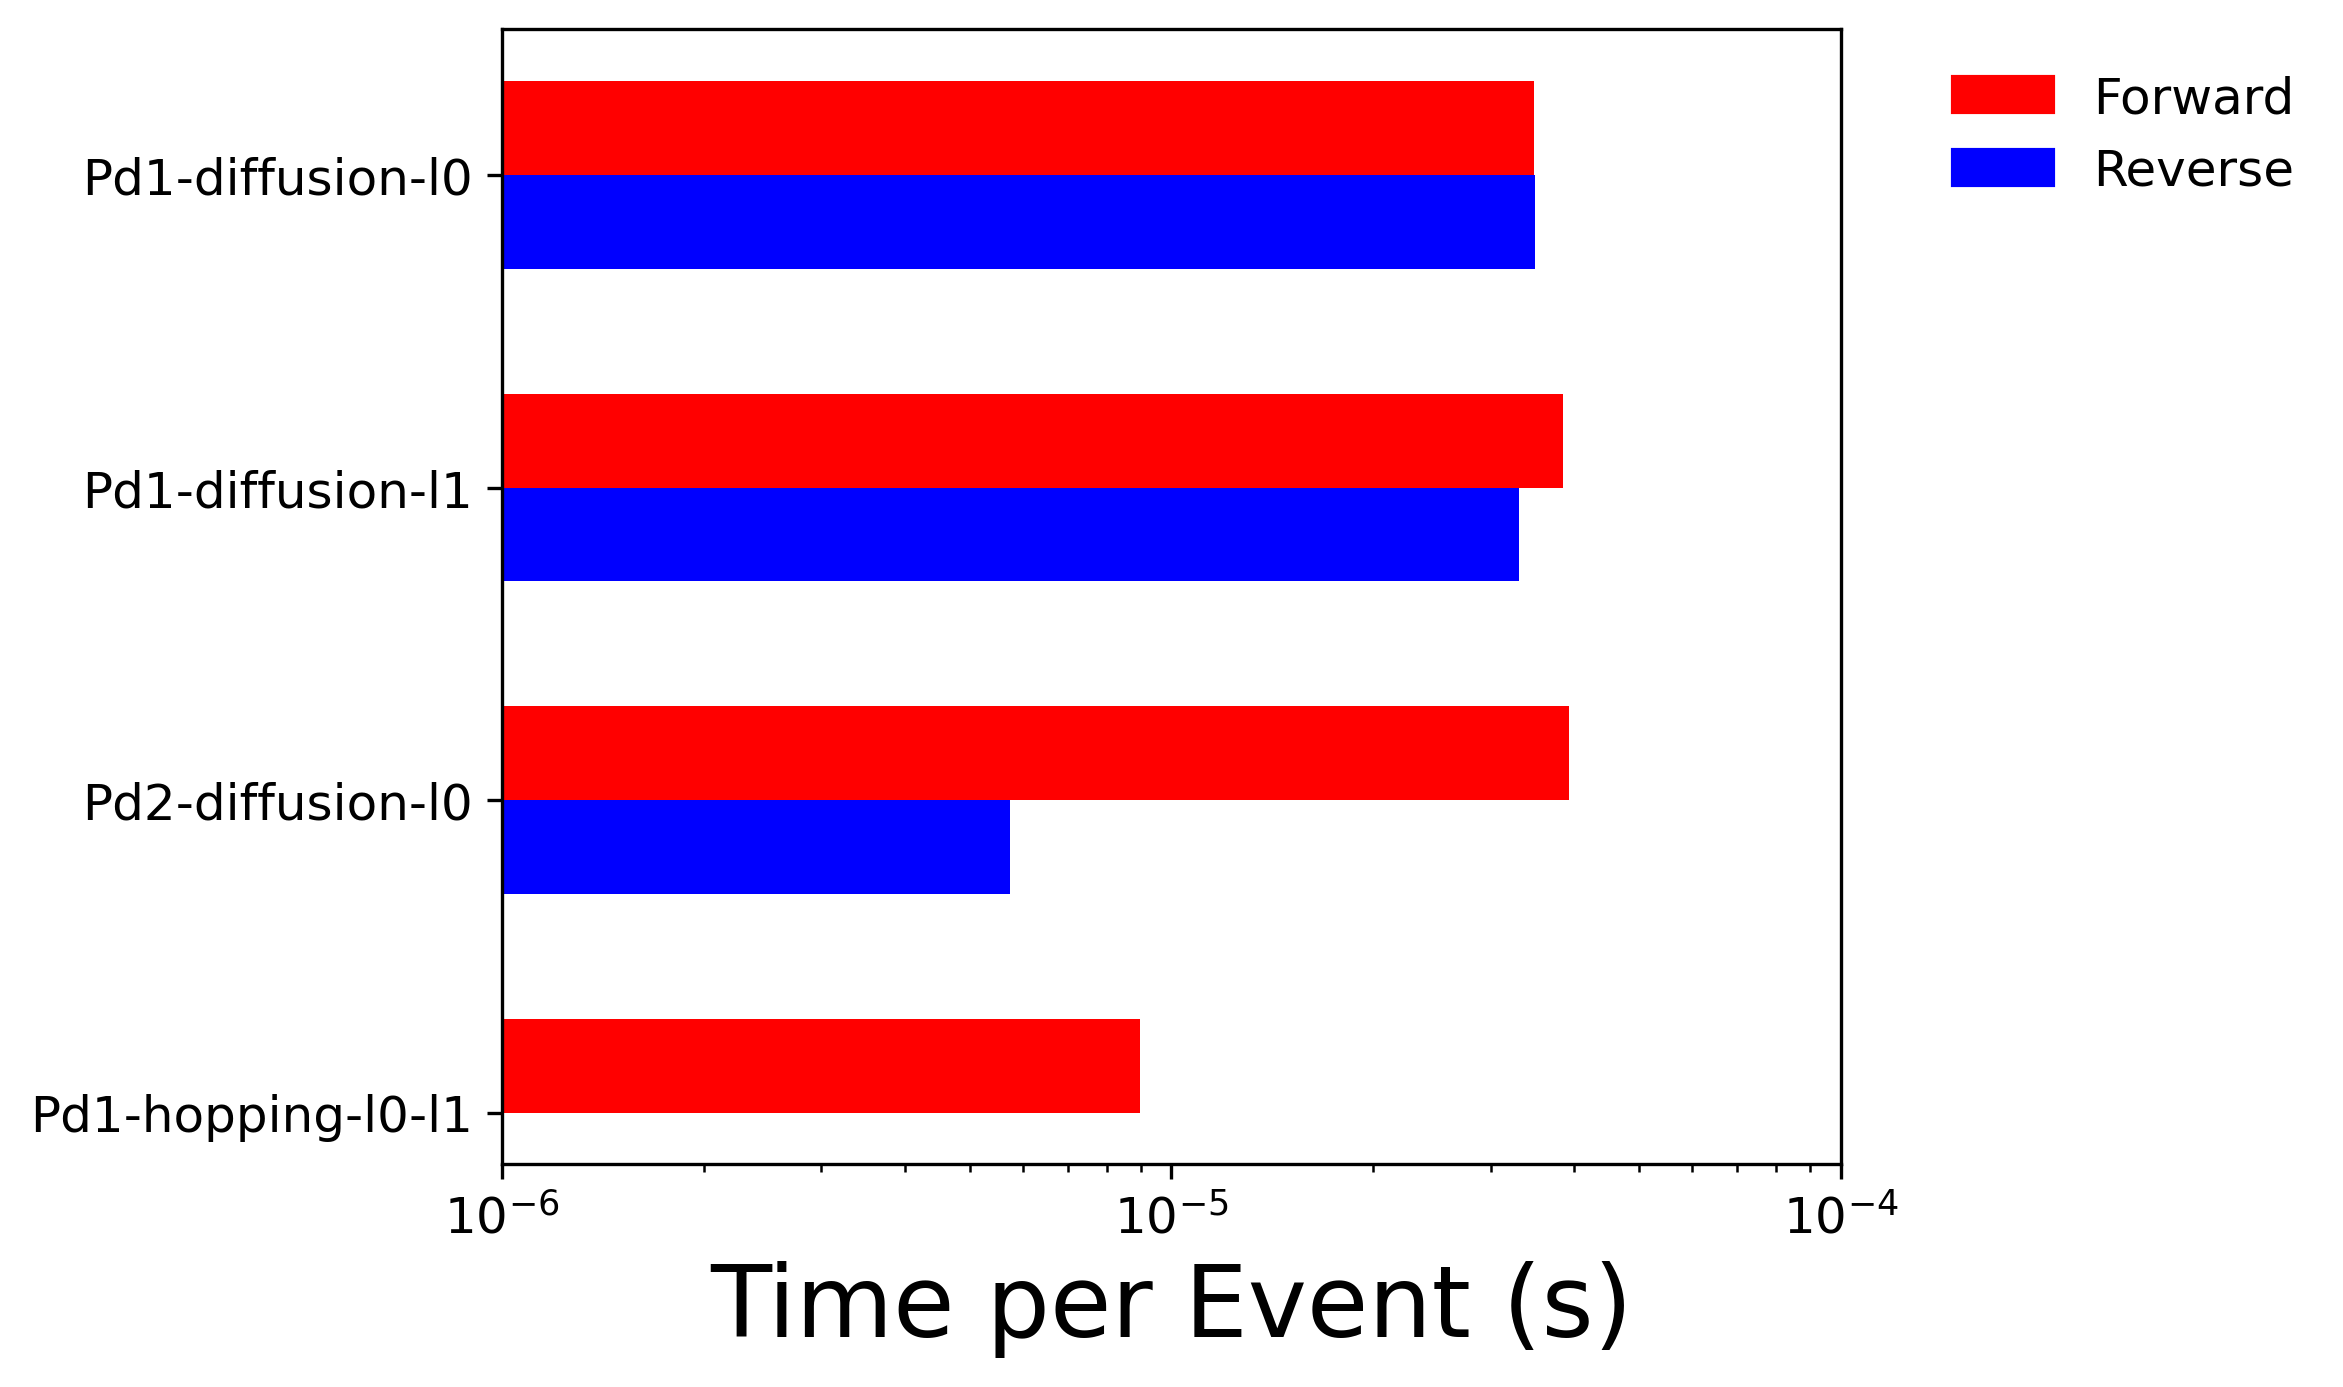 Forward
Reverse
Pd1-diffusion-l0
Pd1-diffusion-l1
Pd2-diffusion-l0
Pd1-hopping-l0-l1
10⁻⁶ 10⁻⁵ 10⁻⁴
Time per Event (s)